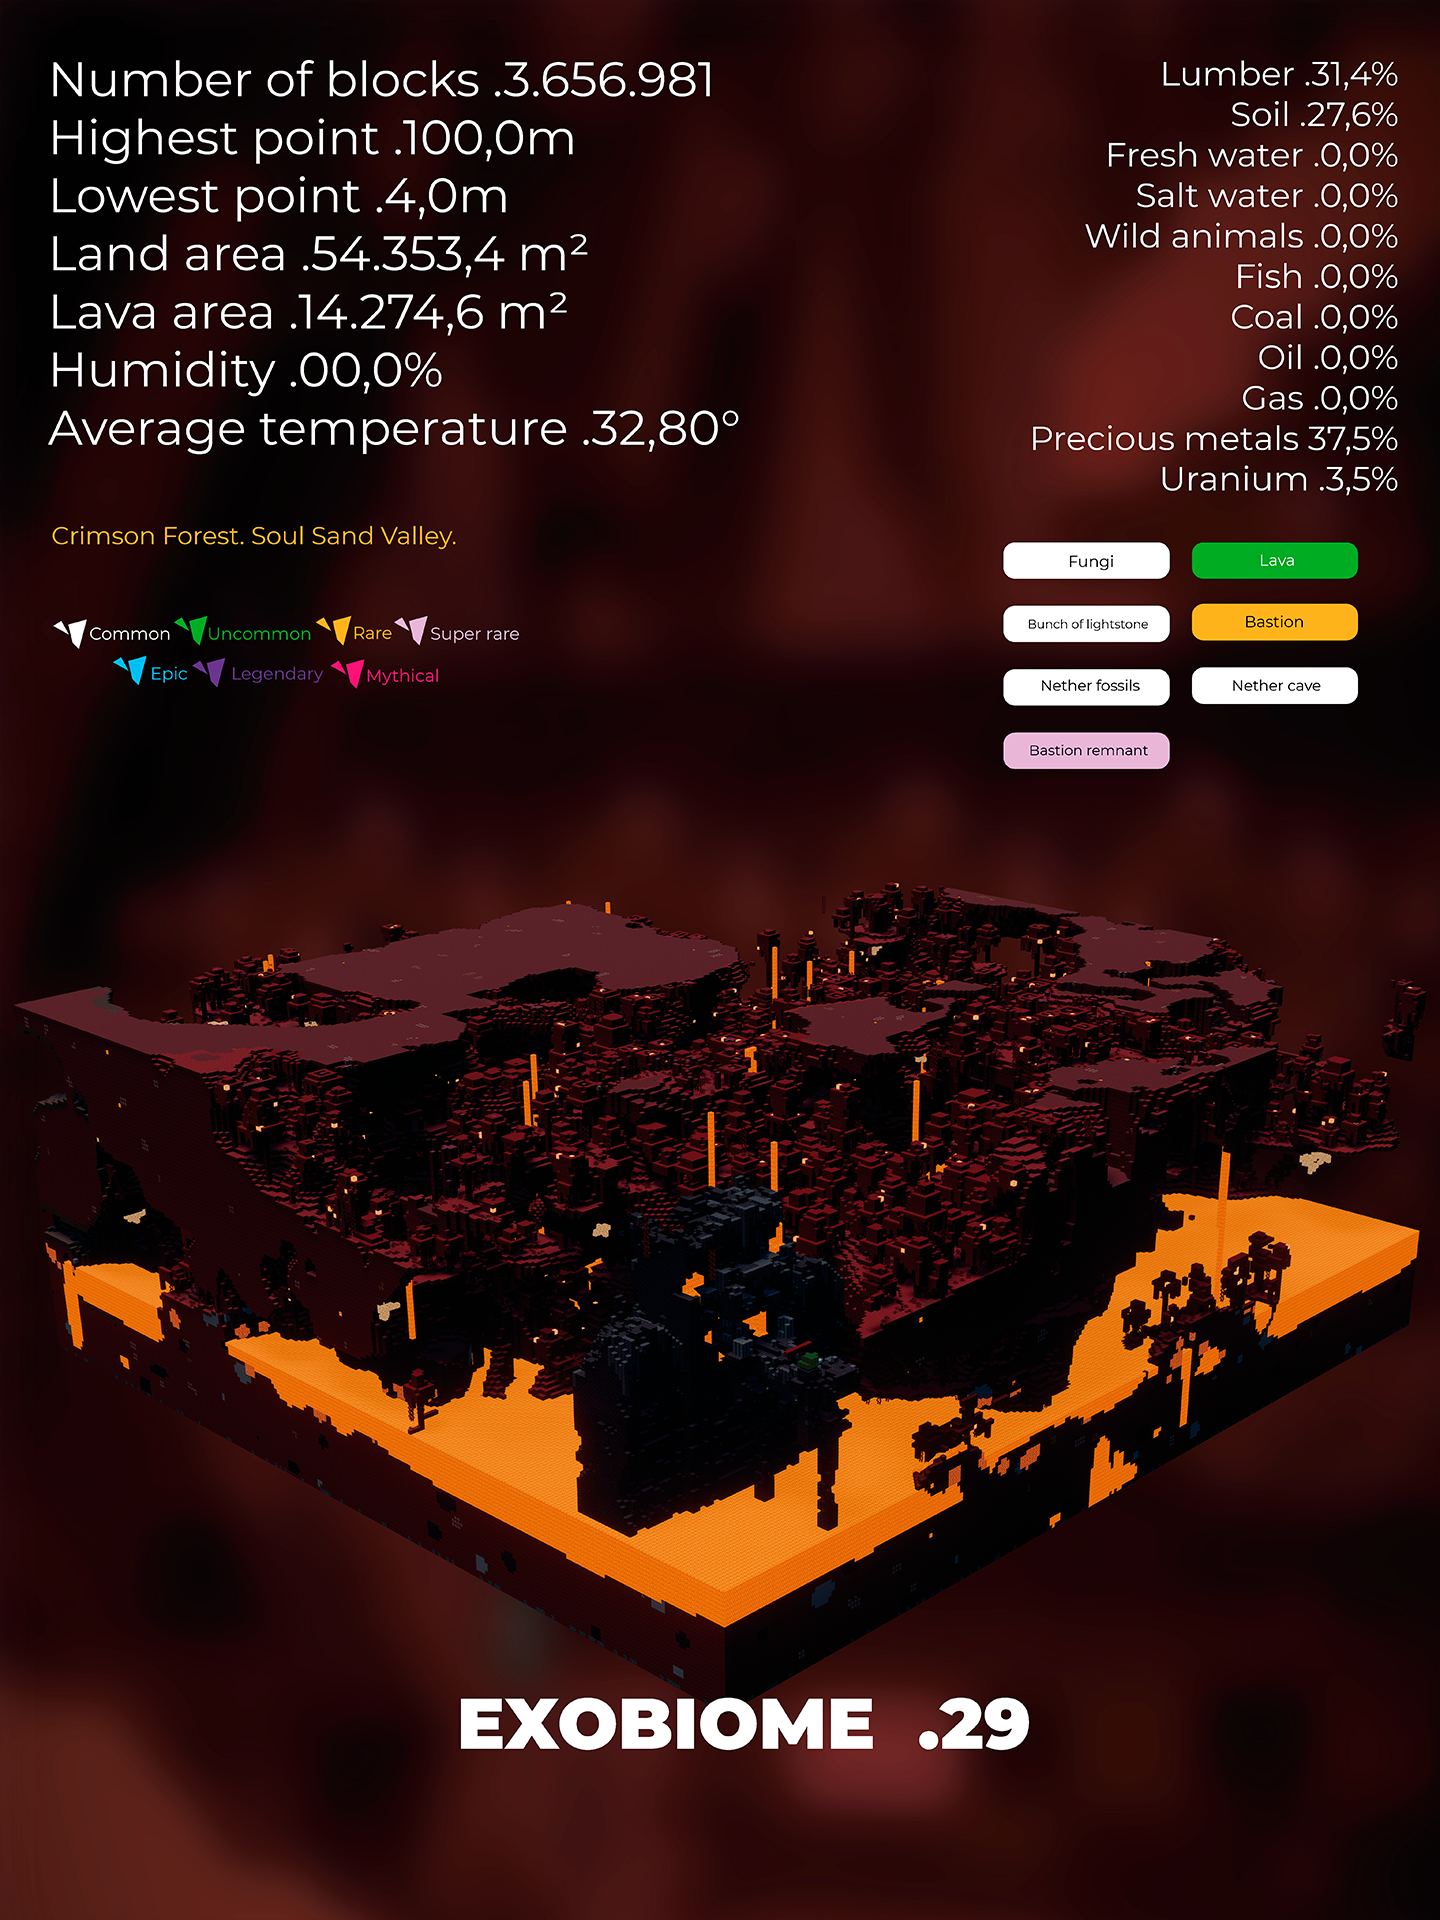 Number of blocks .3.656.981
Highest point .100,0m
Lowest point .4,0m
Land area .54.353,4 m²
Lava area .14.274,6 m²
Humidity .00,0%
Average temperature .32,80°
Crimson Forest. Soul Sand Valley.
Common Uncommon Rare Super rare
Epic Legendary Mythical
Lumber .31,4%
Soil .27,6%
Fresh water .0,0%
Salt water .0,0%
Wild animals .0,0%
Fish .0,0%
Coal .0,0%
Oil .0,0%
Gas .0,0%
Precious metals 37,5%
Uranium .3,5%
Fungi Lava
Bunch of lightstone Bastion
Nether fossils Nether cave
Bastion remnant
EXOBIOME .29